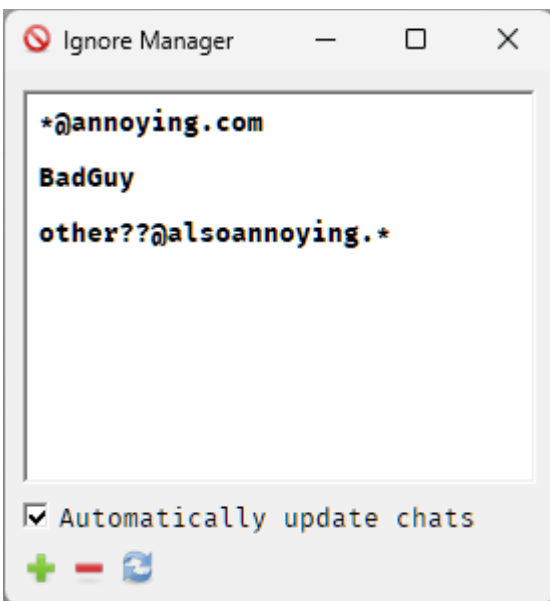 Ignore Manager
*@annoying.com
BadGuy
other??@alsoannoying.*
Automatically update chats